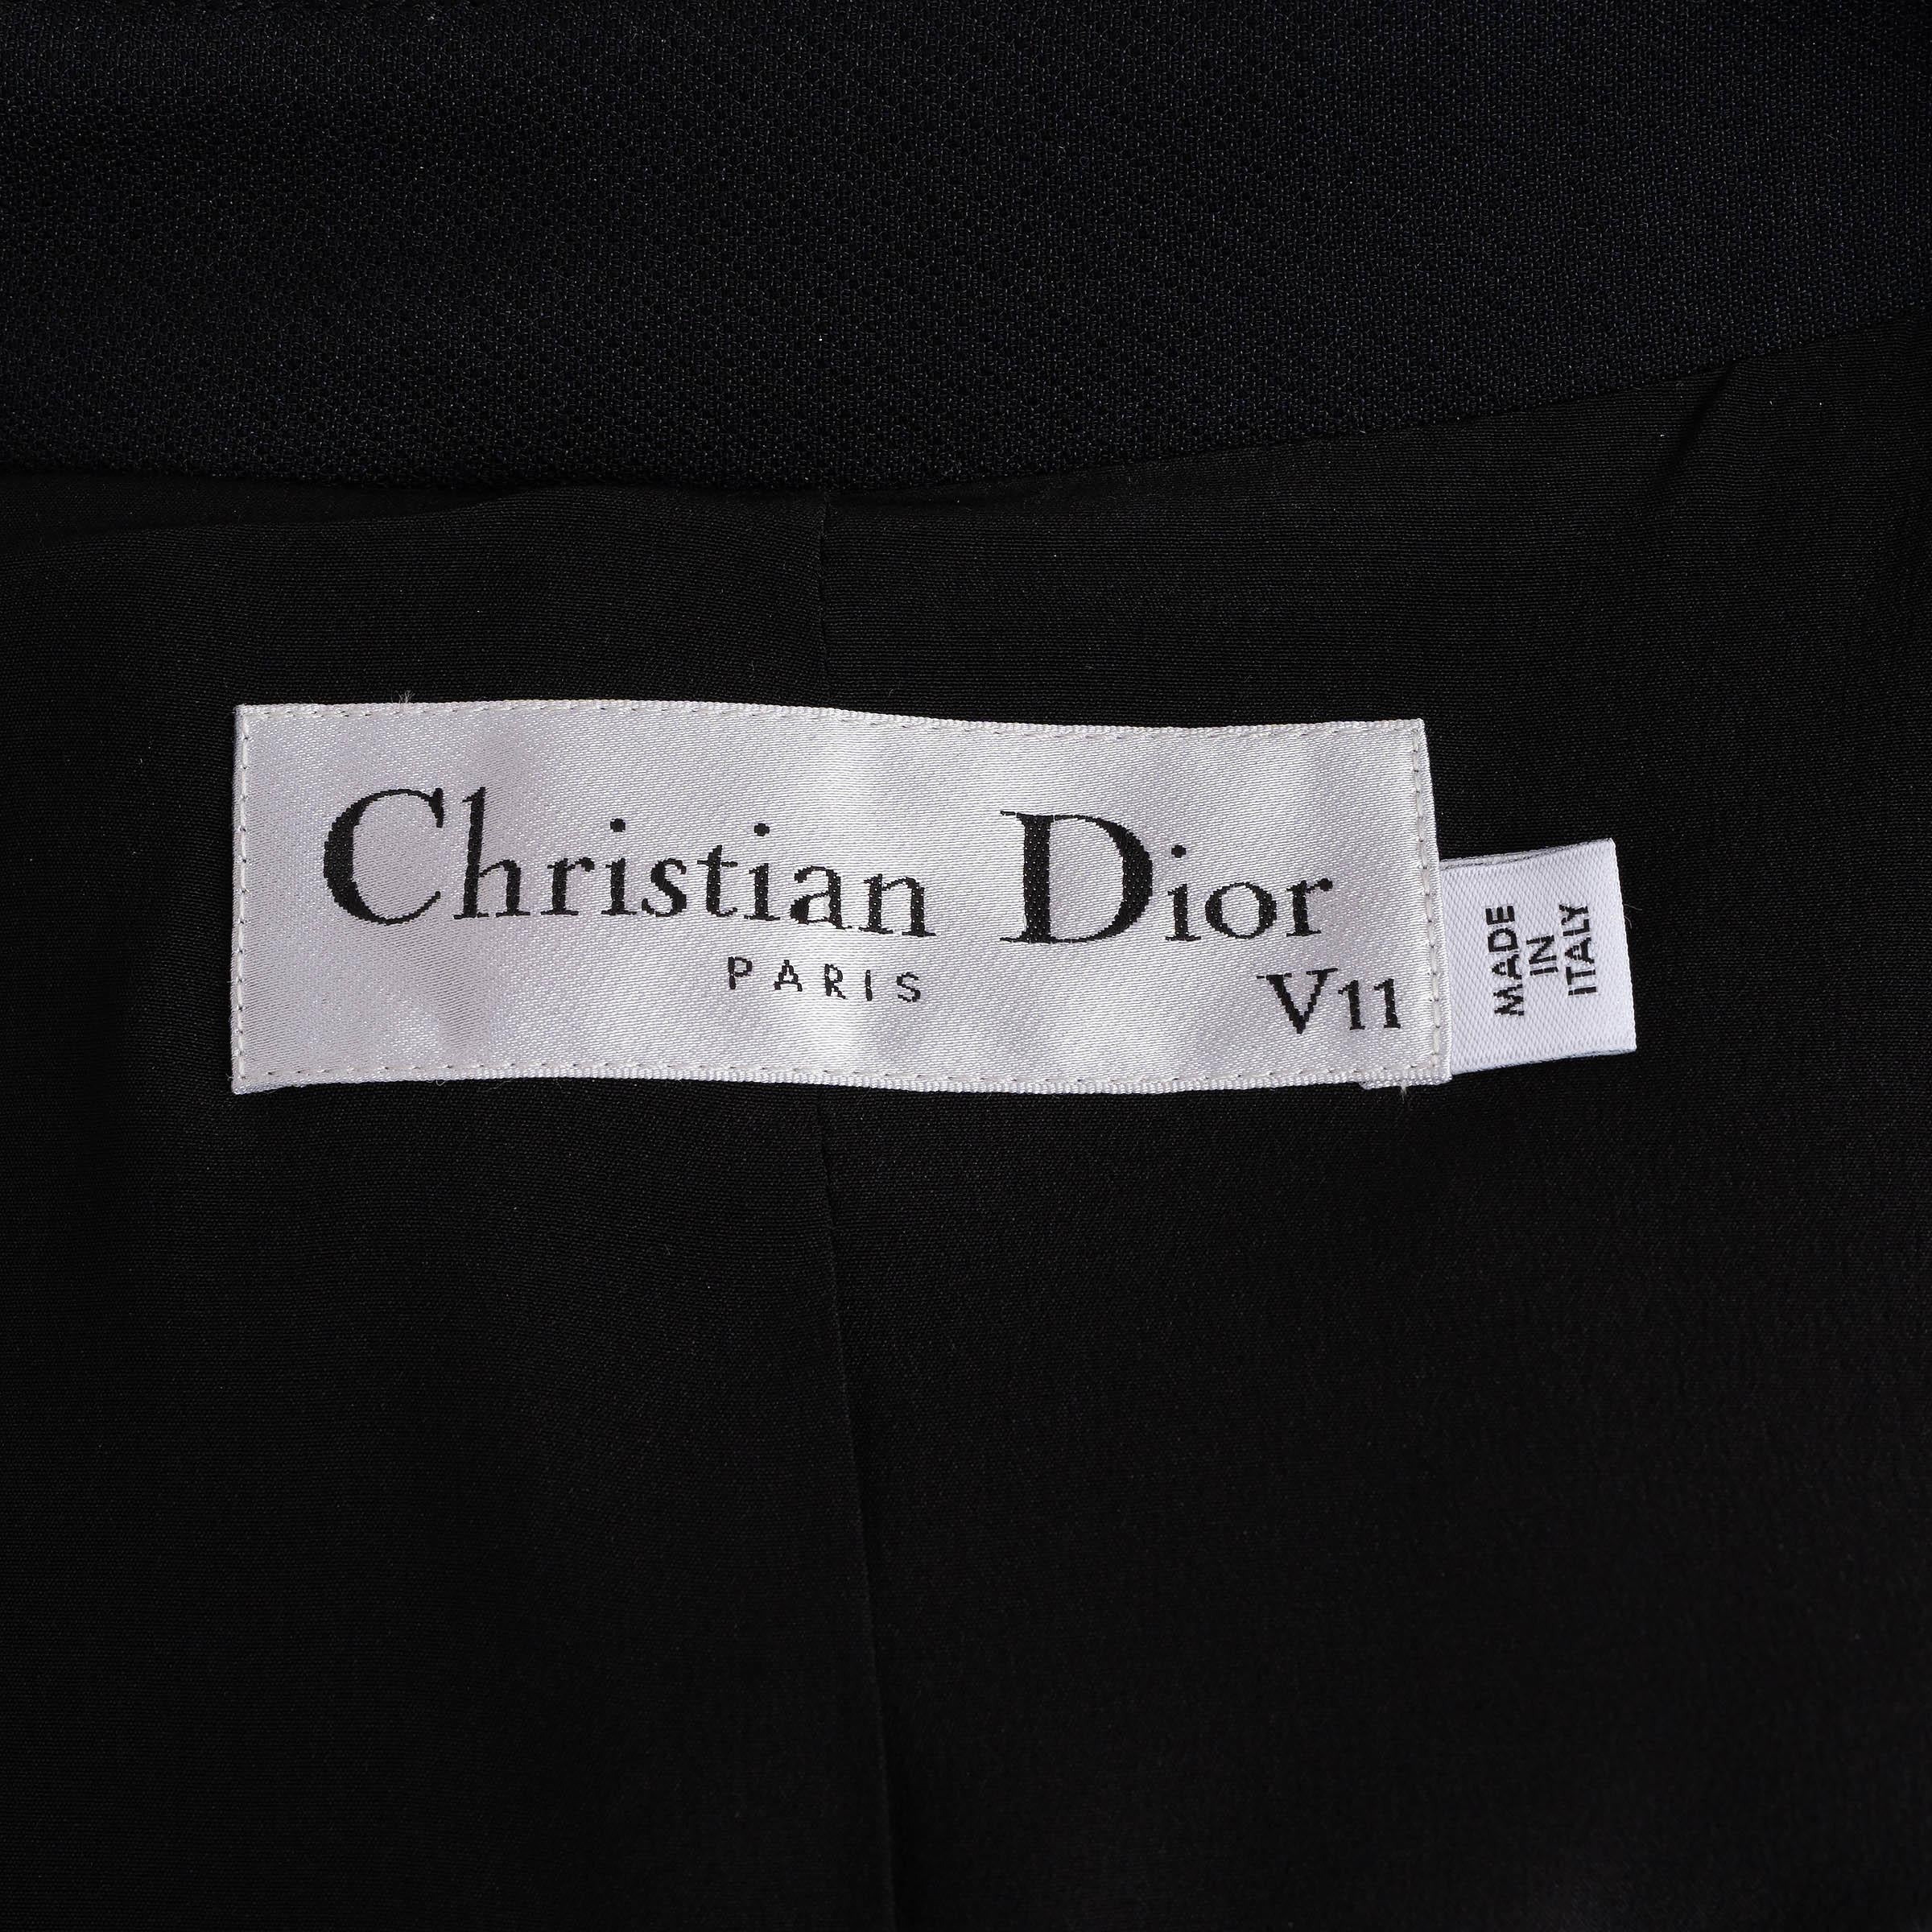 Christian Dior
PARIS
V11
MADE
IN
ITALY